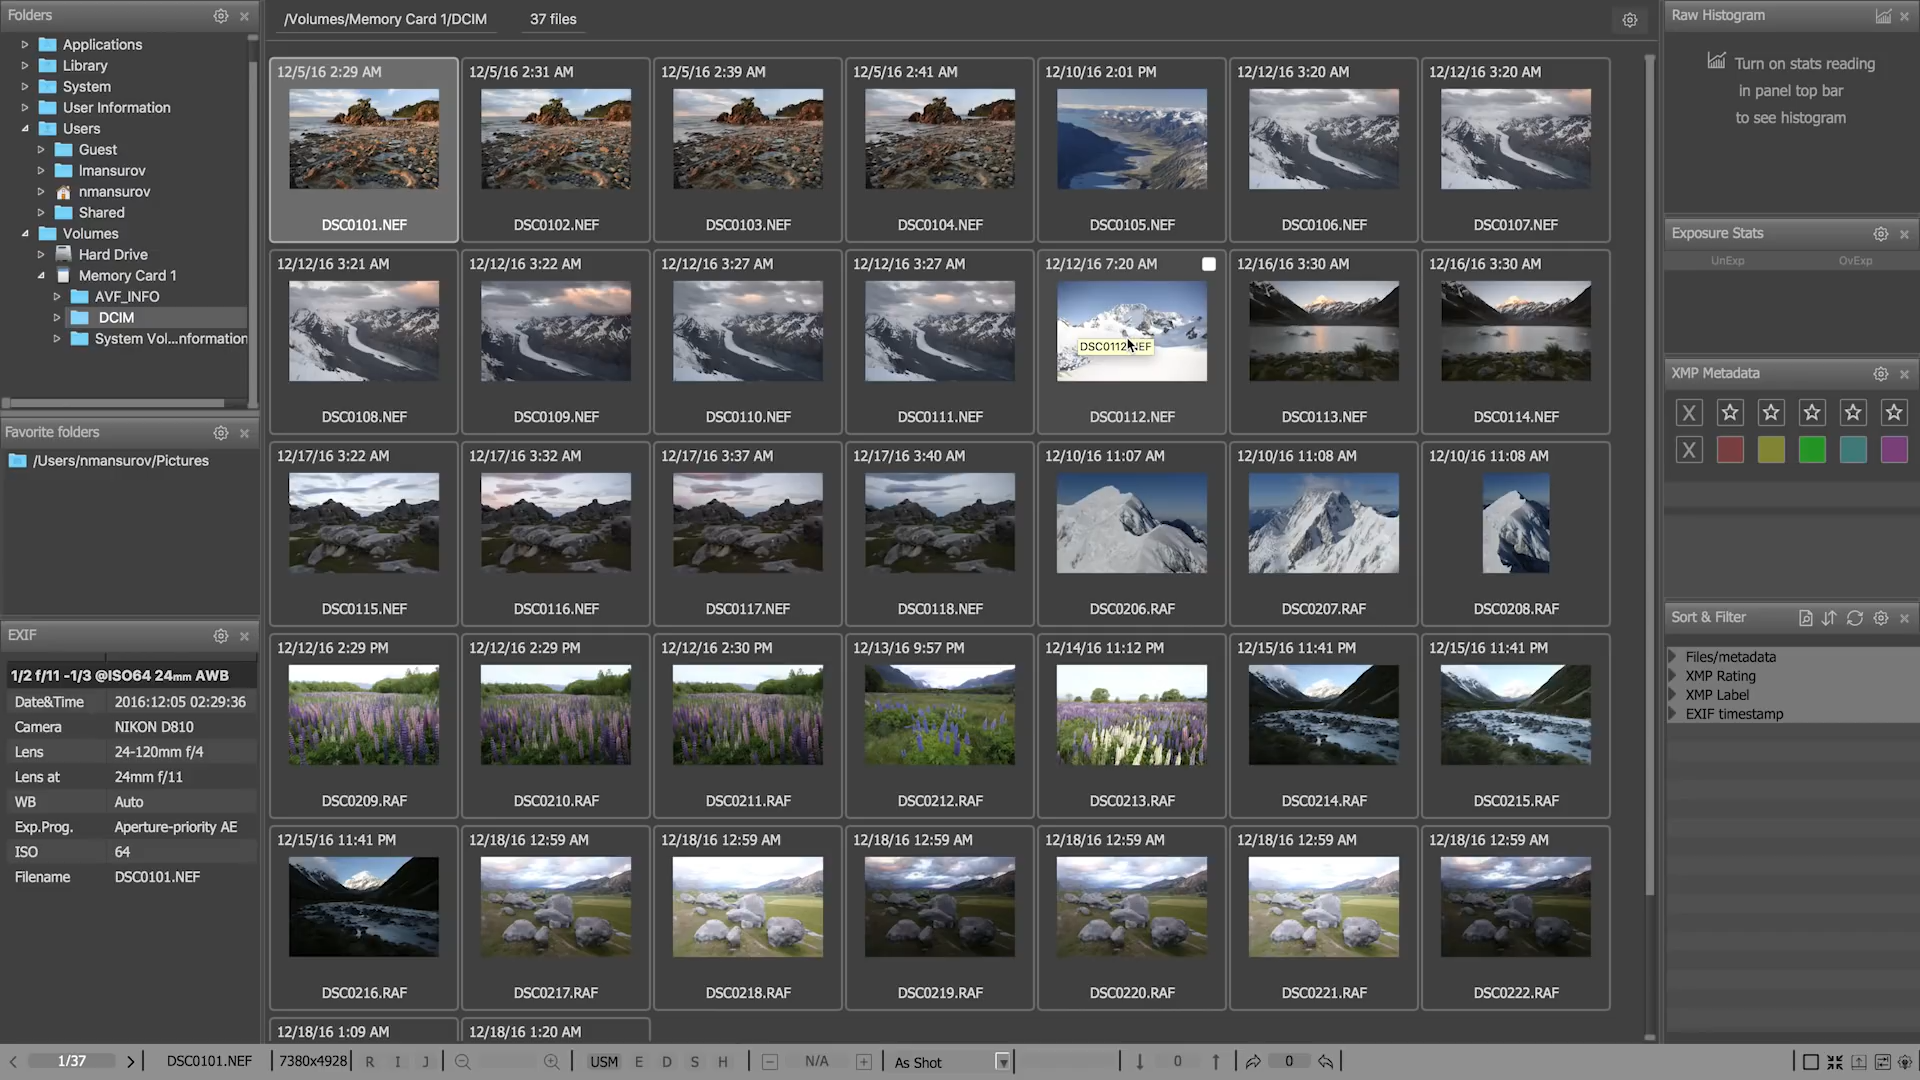 Folders
Applications
Library
System
User Information
Users
Guest
lmansurov
nmansurov
Shared
Volumes
Hard Drive
Memory Card 1
AVF_INFO
DCIM
System Vol...nformation
Favorite folders
/Users/nmansurov/Pictures
EXIF
1/2 f/11 -1/3 @ISO64 24mm AWB
Date&Time 2016:12:05 02:29:36
Camera NIKON D810
Lens 24-120mm f/4
Lens at 24mm f/11
WB Auto
Exp.Prog. Aperture-priority AE
ISO 64
Filename DSC0101.NEF
/Volumes/Memory Card 1/DCIM 37 files
12/5/16 2:29 AM 12/5/16 2:31 AM 12/5/16 2:39 AM 12/5/16 2:41 AM 12/10/16 2:01 PM 12/12/16 3:20 AM 12/12/16 3:20 AM
DSC0101.NEF DSC0102.NEF DSC0103.NEF DSC0104.NEF DSC0105.NEF DSC0106.NEF DSC0107.NEF
12/12/16 3:21 AM 12/12/16 3:22 AM 12/12/16 3:27 AM 12/12/16 3:27 AM 12/12/16 7:20 AM 12/16/16 3:30 AM 12/16/16 3:30 AM
DSC0112.NEF
DSC0108.NEF DSC0109.NEF DSC0110.NEF DSC0111.NEF DSC0112.NEF DSC0113.NEF DSC0114.NEF
12/17/16 3:22 AM 12/17/16 3:32 AM 12/17/16 3:37 AM 12/17/16 3:40 AM 12/10/16 11:07 AM 12/10/16 11:08 AM 12/10/16 11:08 AM
DSC0115.NEF DSC0116.NEF DSC0117.NEF DSC0118.NEF DSC0206.RAF DSC0207.RAF DSC0208.RAF
12/12/16 2:29 PM 12/12/16 2:29 PM 12/12/16 2:30 PM 12/13/16 9:57 PM 12/14/16 11:12 PM 12/15/16 11:41 PM 12/15/16 11:41 PM
DSC0209.RAF DSC0210.RAF DSC0211.RAF DSC0212.RAF DSC0213.RAF DSC0214.RAF DSC0215.RAF
12/15/16 11:41 PM 12/18/16 12:59 AM 12/18/16 12:59 AM 12/18/16 12:59 AM 12/18/16 12:59 AM 12/18/16 12:59 AM 12/18/16 12:59 AM
DSC0216.RAF DSC0217.RAF DSC0218.RAF DSC0219.RAF DSC0220.RAF DSC0221.RAF DSC0222.RAF
12/18/16 1:09 AM 12/18/16 1:20 AM
Raw Histogram
Turn on stats reading
in panel top bar
to see histogram
Exposure Stats
UnExp OvExp
XMP Metadata
X
X
Sort & Filter
Files/metadata
XMP Rating
XMP Label
EXIF timestamp
1/37 DSC0101.NEF 7380x4928 R I J USM E D S H N/A As Shot 0 0